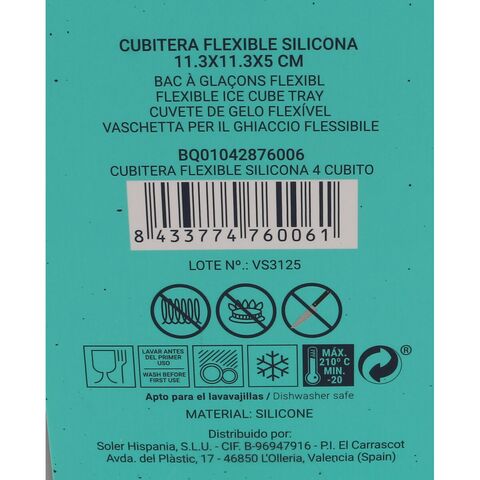 CUBITERA FLEXIBLE SILICONA
11.3X11.3X5 CM
BAC À GLAÇONS FLEXIBL
FLEXIBLE ICE CUBE TRAY
CUVETE DE GELO FLEXÍVEL
VASCHETTA PER IL GHIACCIO FLESSIBILE
BQ01042876006
CUBITERA FLEXIBLE SILICONA 4 CUBITO
8 433774 760061
LOTE Nº.: VS3125
LAVAR ANTES
DEL PRIMER
USO
WASH BEFORE
FIRST USE
MÁX.
210º C
MIN.
-20
®
Apto para el lavavajillas / Dishwasher safe
MATERIAL: SILICONE
Distribuido por:
Soler Hispania, S.L.U. - CIF. B-96947916 - P.I. El Carrascot
Avda. del Plàstic, 17 - 46850 L'Olleria, Valencia (Spain)